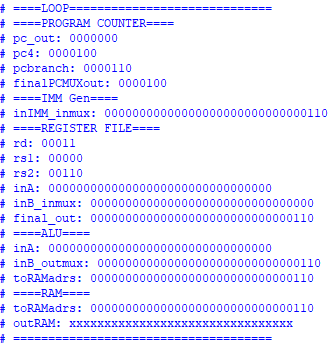 # ====LOOP=============================
# ====PROGRAM COUNTER====
# pc_out: 0000000
# pc4: 0000100
# pcbranch: 0000110
# finalPCMUXout: 0000100
# ====IMM Gen====
# inIMM_inmux: 00000000000000000000000000000110
# ====REGISTER FILE====
# rd: 00011
# rs1: 00000
# rs2: 00110
# inA: 00000000000000000000000000000000
# inB_inmux: 00000000000000000000000000000000
# final_out: 00000000000000000000000000000110
# ====ALU====
# inA: 00000000000000000000000000000000
# inB_outmux: 00000000000000000000000000000110
# toRAMadrs: 00000000000000000000000000000110
# ====RAM====
# toRAMadrs: 00000000000000000000000000000110
# outRAM: xxxxxxxxxxxxxxxxxxxxxxxxxxxxxxxx
# =====================================